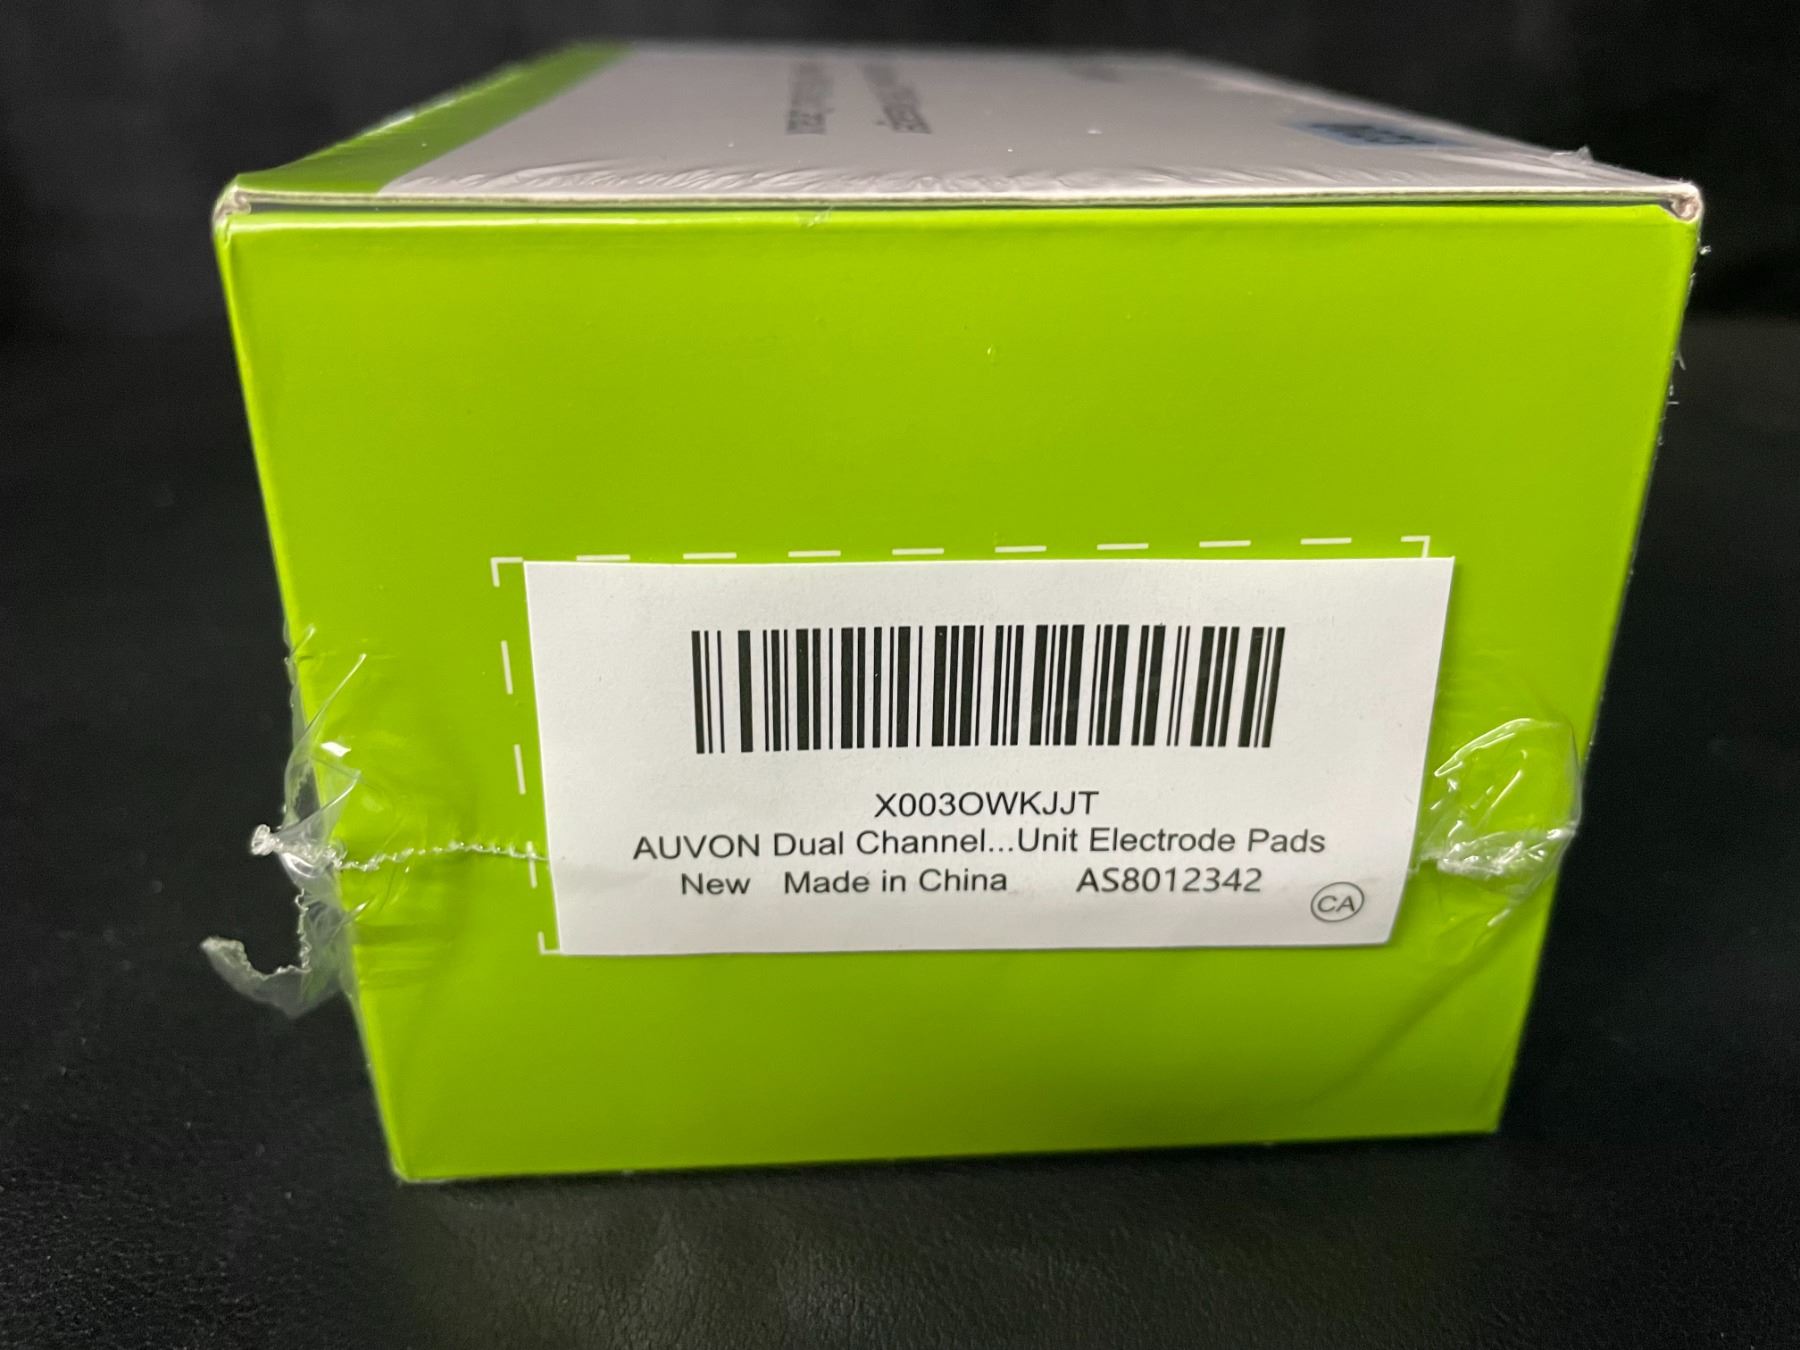 X003OWKJJT
AUVON Dual Channel...Unit Electrode Pads
New Made in China AS8012342
CA